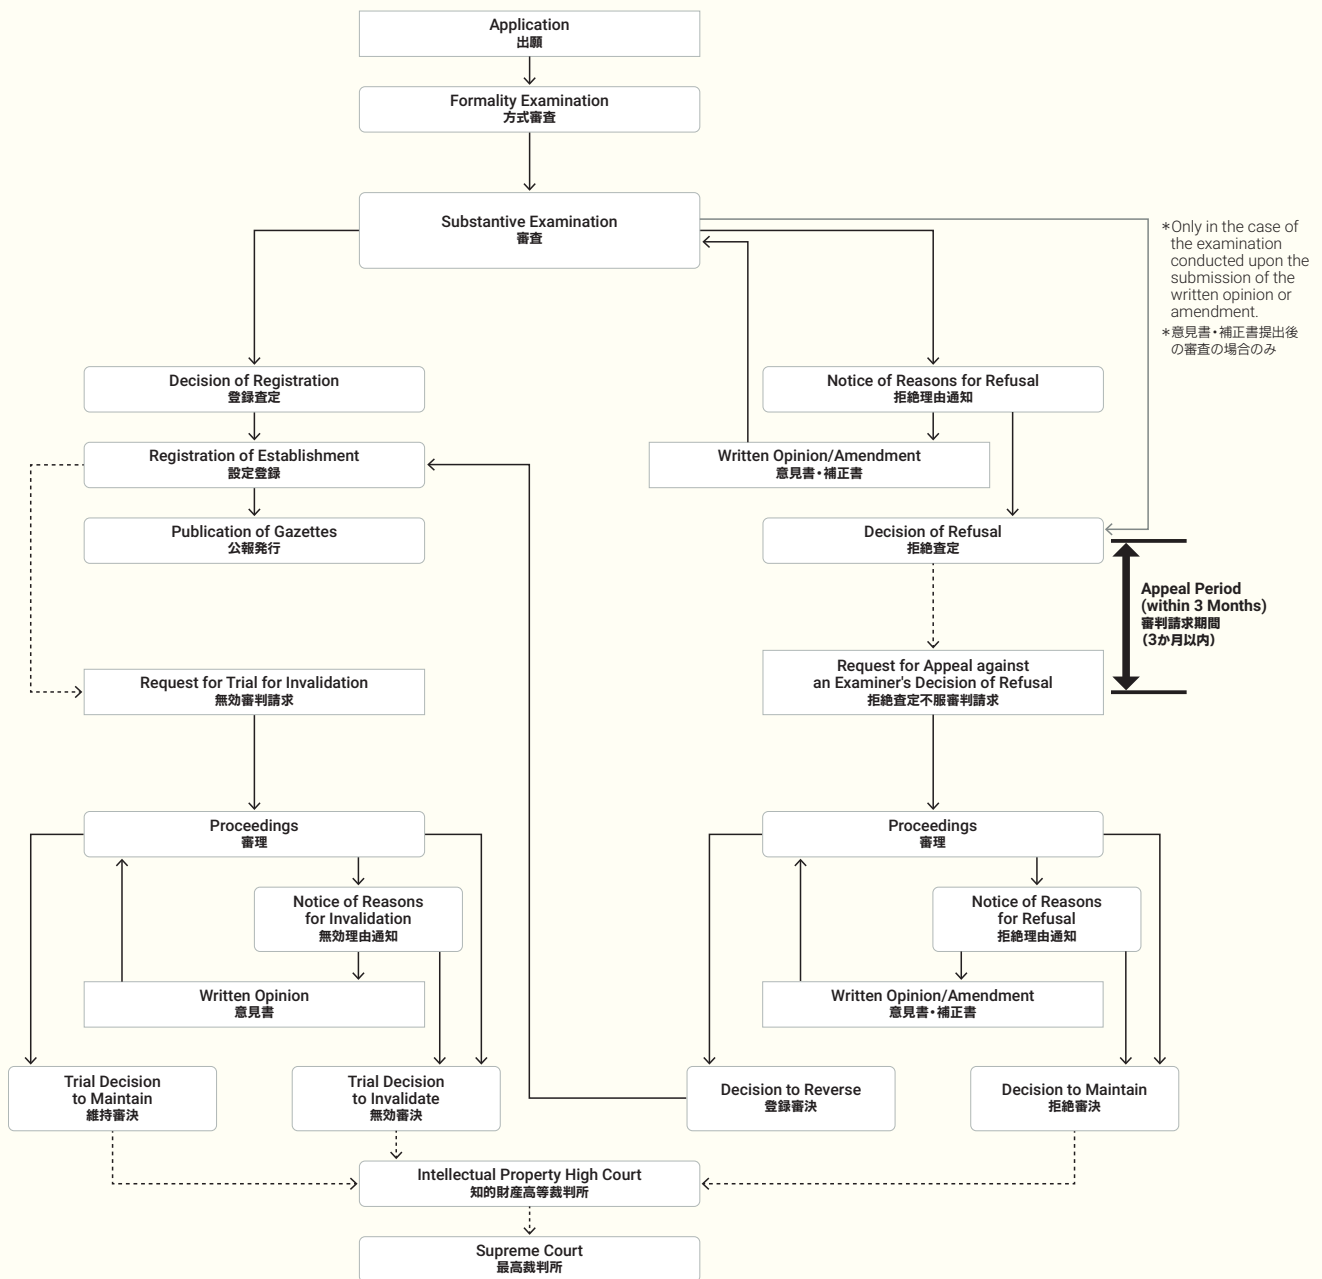 Application
出願
Formality Examination
方式審査
Substantive Examination
審査
*Only in the case of
the examination
conducted upon the
submission of the
written opinion or
amendment.
*意見書・補正書提出後
の審査の場合のみ
Decision of Registration
登録査定
Notice of Reasons for Refusal
拒絶理由通知
Registration of Establishment
設定登録
Written Opinion/Amendment
意見書・補正書
Publication of Gazettes
公報発行
Decision of Refusal
拒絶査定
Appeal Period
(within 3 Months)
審判請求期間
(3か月以内)
Request for Trial for Invalidation
無効審判請求
Request for Appeal against
an Examiner's Decision of Refusal
拒絶査定不服審判請求
Proceedings
審理
Proceedings
審理
Notice of Reasons
for Invalidation
無効理由通知
Notice of Reasons
for Refusal
拒絶理由通知
Written Opinion
意見書
Written Opinion/Amendment
意見書・補正書
Trial Decision
to Maintain
維持審決
Trial Decision
to Invalidate
無効審決
Decision to Reverse
登録審決
Decision to Maintain
拒絶審決
Intellectual Property High Court
知的財産高等裁判所
Supreme Court
最高裁判所